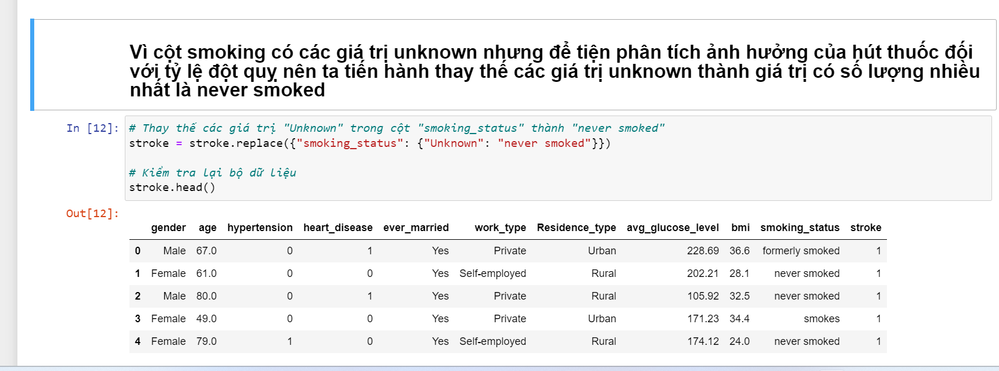 Vì cột smoking có các giá trị unknown nhưng để tiện phân tích ảnh hưởng của hút thuốc đối
với tỷ lệ đột quỵ nên ta tiến hành thay thế các giá trị unknown thành giá trị có số lượng nhiều
nhất là never smoked
In [12]: # Thay thế các giá trị "Unknown" trong cột "smoking_status" thành "never smoked"
stroke = stroke.replace({"smoking_status": {"Unknown": "never smoked"}})
# Kiểm tra lại bộ dữ liệu
stroke.head()
Out[12]:
gender age hypertension heart_disease ever_married work_type Residence_type avg_glucose_level bmi smoking_status stroke
0 Male 67.0 0 1 Yes Private Urban 228.69 36.6 formerly smoked 1
1 Female 61.0 0 0 Yes Self-employed Rural 202.21 28.1 never smoked 1
2 Male 80.0 0 1 Yes Private Rural 105.92 32.5 never smoked 1
3 Female 49.0 0 0 Yes Private Urban 171.23 34.4 smokes 1
4 Female 79.0 1 0 Yes Self-employed Rural 174.12 24.0 never smoked 1